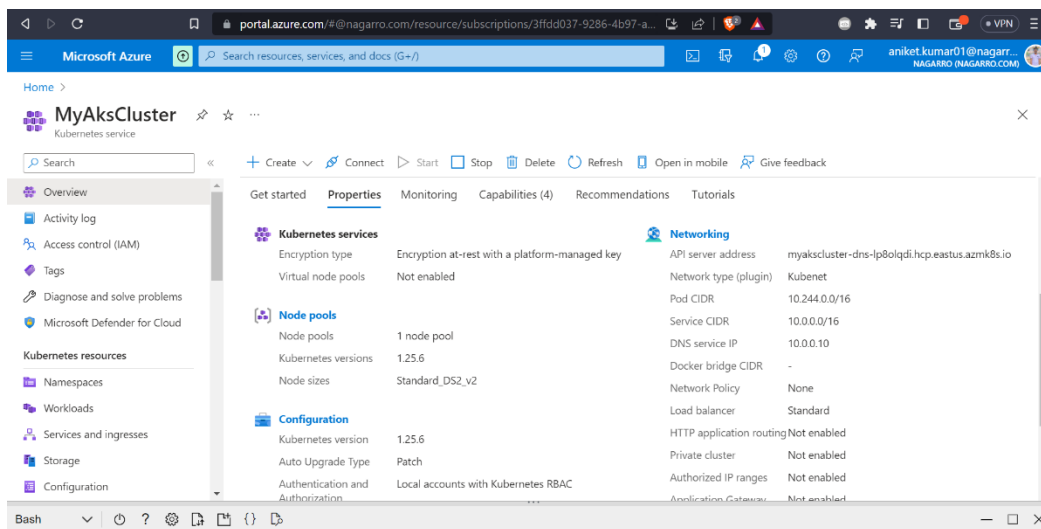 portal.azure.com/#@nagarro.com/resource/subscriptions/3ffdd037-9286-4b97-a...
VPN
Microsoft Azure
Search resources, services, and docs (G+/)
1
aniket.kumar01@nagarr...
NAGARRO (NAGARRO.COM)
Home >
MyAksCluster
Kubernetes service
Search
Create
Connect
Start
Stop
Delete
Refresh
Open in mobile
Give feedback
Overview
Activity log
Access control (IAM)
Tags
Diagnose and solve problems
Microsoft Defender for Cloud
Kubernetes resources
Namespaces
Workloads
Services and ingresses
Storage
Configuration
Get started Properties Monitoring Capabilities (4) Recommendations Tutorials
Kubernetes services
Encryption type Encryption at-rest with a platform-managed key
Virtual node pools Not enabled
Node pools
Node pools 1 node pool
Kubernetes versions 1.25.6
Node sizes Standard_DS2_v2
Configuration
Kubernetes version 1.25.6
Auto Upgrade Type Patch
Authentication and Local accounts with Kubernetes RBAC
Authorization
Networking
API server address myakscluster-dns-lp8olqdi.hcp.eastus.azmk8s.io
Network type (plugin) Kubenet
Pod CIDR 10.244.0.0/16
Service CIDR 10.0.0.0/16
DNS service IP 10.0.0.10
Docker bridge CIDR -
Network Policy None
Load balancer Standard
HTTP application routing Not enabled
Private cluster Not enabled
Authorized IP ranges Not enabled
Application Gateway Not enabled
Bash